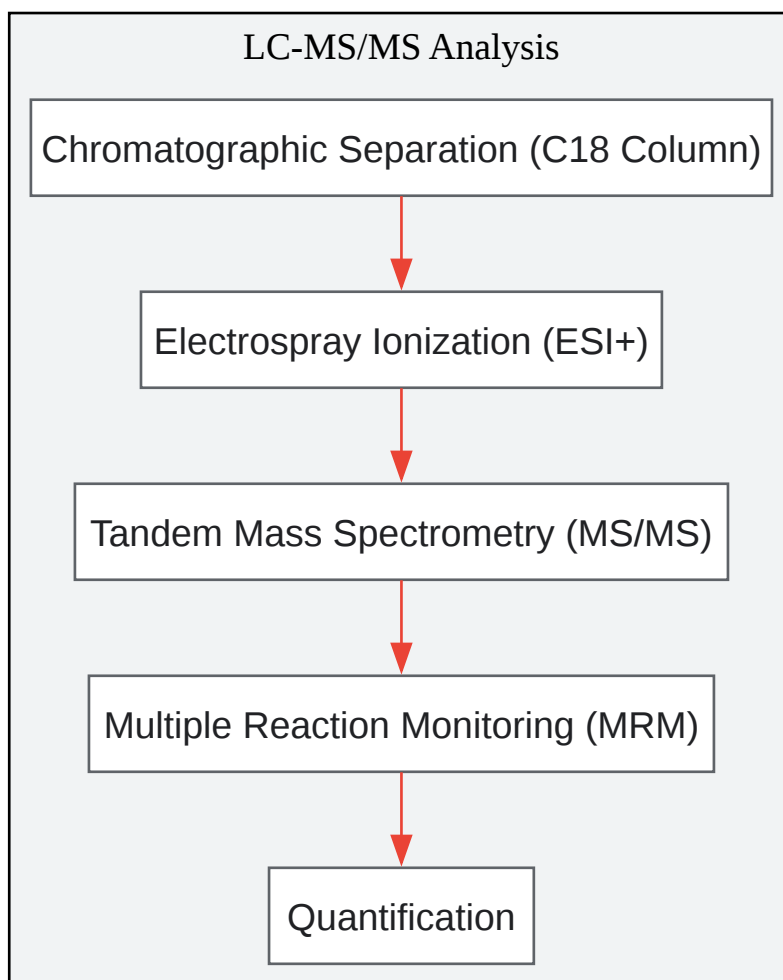 LC-MS/MS Analysis
Chromatographic Separation (C18 Column)
Electrospray Ionization (ESI+)
Tandem Mass Spectrometry (MS/MS)
Multiple Reaction Monitoring (MRM)
Quantification